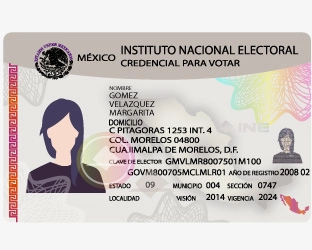 MÉXICO INSTITUTO NACIONAL ELECTORAL
CREDENCIAL PARA VOTAR
NOMBRE
GOMEZ
VELAZQUEZ
MARGARITA
DOMICILIO
C PITAGORAS 1253 INT. 4
COL. MORELOS 04800
CUAJIMALPA DE MORELOS, D.F.
CLAVE DE ELECTOR GMVLMR8007501M100
GOVM800705MCLMLR01 AÑO DE REGISTRO 2008 02
ESTADO 09 MUNICIPIO 004 SECCIÓN 0747
LOCALIDAD VISIÓN 2014 VIGENCIA 2024
INE